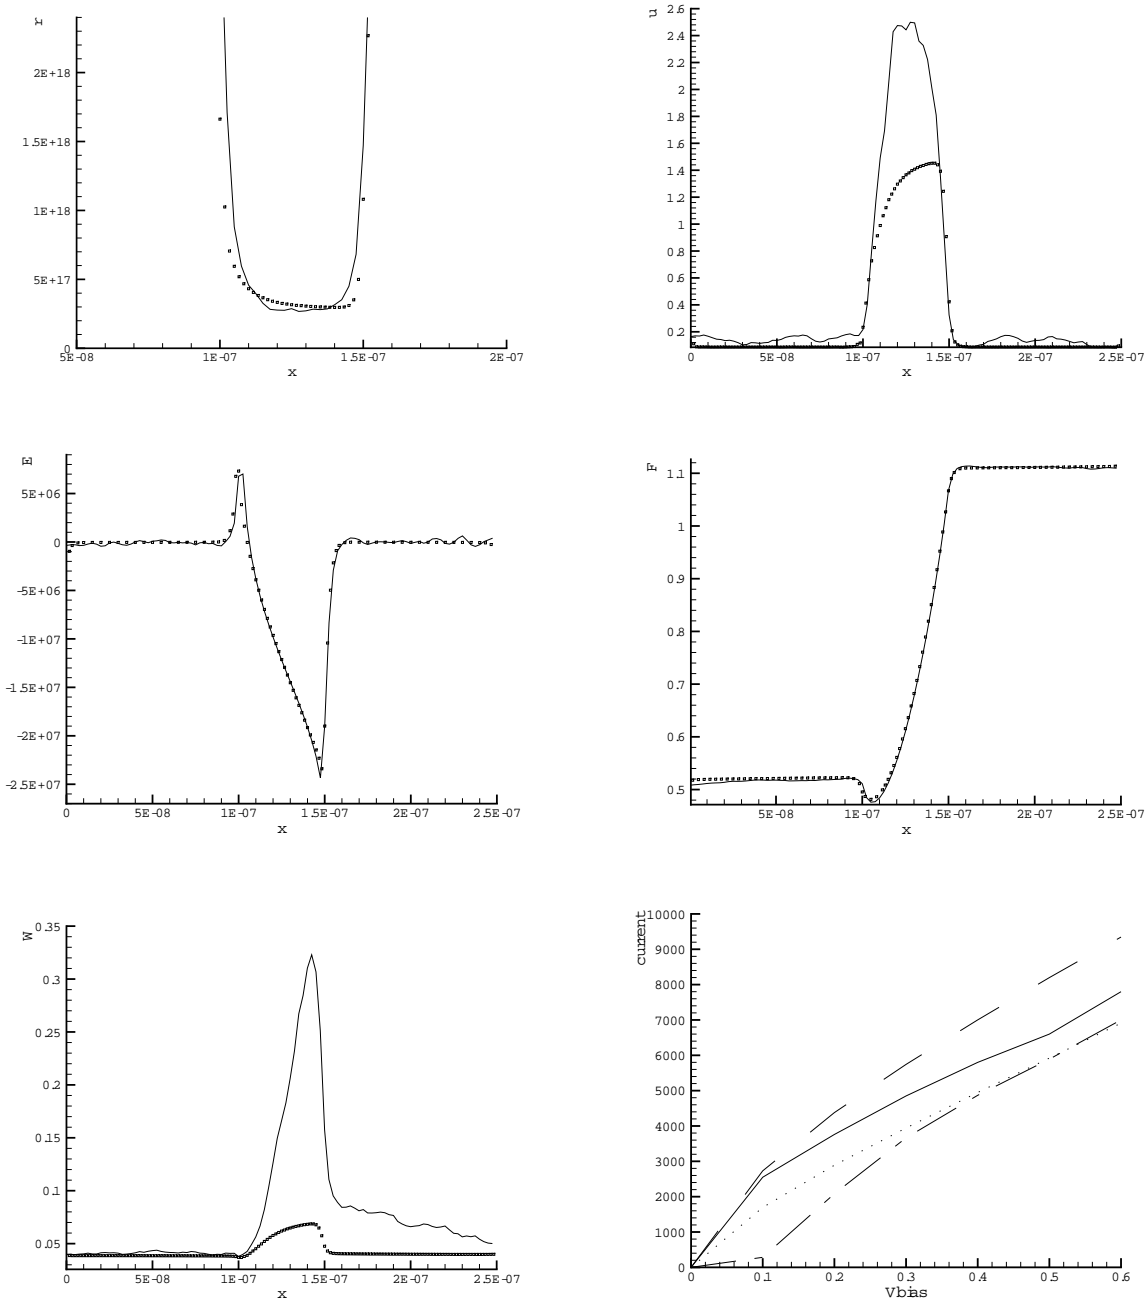 r
2E+18
1.5E+18
1E+18
5E+17
0
5E-08
1E-07
1.5E-07
2E-07
x
u
2.6
2.4
2.2
2
1.8
1.6
1.4
1.2
1
0.8
0.6
0.4
0.2
0
5E-08
1E-07
1.5E-07
2E-07
2.5E-07
x
E
5E+06
0
-5E+06
-1E+07
-1.5E+07
-2E+07
-2.5E+07
0
5E-08
1E-07
1.5E-07
2E-07
2.5E-07
x
F
1.1
1
0.9
0.8
0.7
0.6
0.5
5E-08
1E-07
1.5E-07
2E-07
2.5E-07
x
W
0.35
0.3
0.25
0.2
0.15
0.1
0.05
0
5E-08
1E-07
1.5E-07
2E-07
2.5E-07
x
current
10000
9000
8000
7000
6000
5000
4000
3000
2000
1000
0
0
0.1
0.2
0.3
0.4
0.5
0.6
Vbias